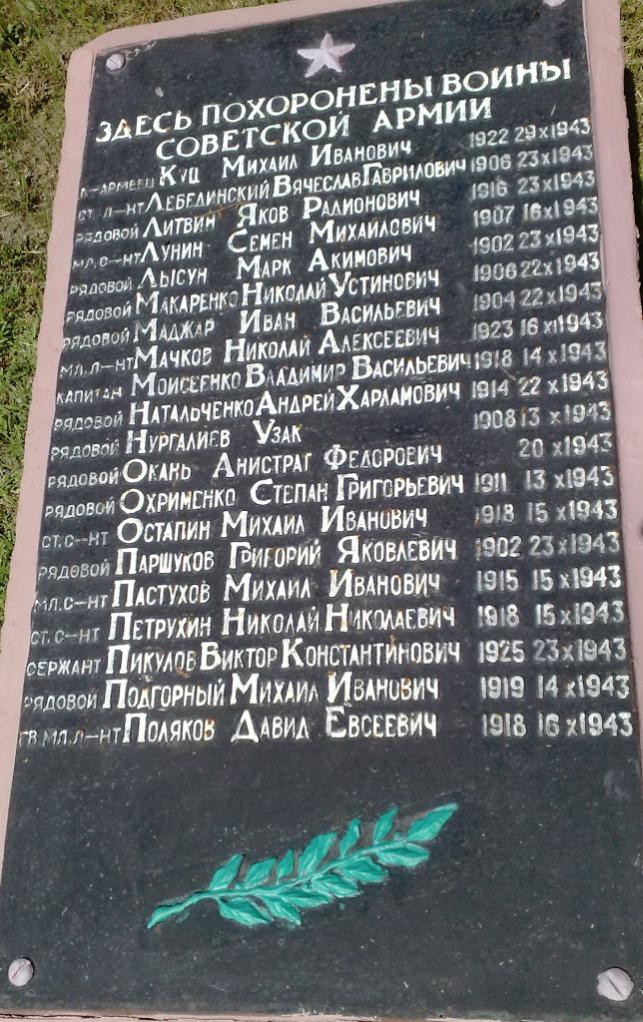 ЗДЕСЬ ПОХОРОНЕНЫ ВОИНЫ
СОВЕТСКОЙ АРМИИ
К-АРМЕЕЦ КУЦ МИХАИЛ ИВАНОВИЧ 1922 29 X 1943
СТ. Л-НТ ЛЕБЕДИНСКИЙ ВЯЧЕСЛАВ ГАВРИЛОВИЧ 1906 23 X 1943
РЯДОВОЙ ЛИТВИН ЯКОВ РАДИОНОВИЧ 1916 23 X 1943
МЛ. С-НТ ЛУНИН СЕМЕН МИХАЙЛОВИЧ 1907 16 X 1943
РЯДОВОЙ ЛЫСУН МАРК АКИМОВИЧ 1902 23 X 1943
РЯДОВОЙ МАКАРЕНКО НИКОЛАЙ УСТИНОВИЧ 1906 22 X 1943
РЯДОВОЙ МАДЖАР ИВАН ВАСИЛЬЕВИЧ 1904 22 X 1943
МЛ. Л-НТ МАЧКОВ НИКОЛАЙ АЛЕКСЕЕВИЧ 1923 16 XI 1943
КАПИТАН МОИСЕЕНКО ВЛАДИМИР ВАСИЛЬЕВИЧ 1918 14 X 1943
РЯДОВОЙ НАТАЛЬЧЕНКО АНДРЕЙ ХАРЛАМОВИЧ 1914 22 X 1943
РЯДОВОЙ НУРГАЛИЕВ УЗАК 1908 13 X 1943
РЯДОВОЙ ОКАНЬ АНИСТРАТ ФЕДОРОВИЧ 20 X 1943
РЯДОВОЙ ОХРИМЕНКО СТЕПАН ГРИГОРЬЕВИЧ 1911 13 X 1943
СТ. С-НТ ОСТАПИН МИХАИЛ ИВАНОВИЧ 1918 15 X 1943
РЯДОВОЙ ПАРШУКОВ ГРИГОРИЙ ЯКОВЛЕВИЧ 1902 23 X 1943
МЛ. С-НТ ПАСТУХОВ МИХАИЛ ИВАНОВИЧ 1915 15 X 1943
СТ. С-НТ ПЕТРУХИН НИКОЛАЙ НИКОЛАЕВИЧ 1918 15 X 1943
СЕРЖАНТ ПИКУЛОВ ВИКТОР КОНСТАНТИНОВИЧ 1925 23 X 1943
РЯДОВОЙ ПОДГОРНЫЙ МИХАИЛ ИВАНОВИЧ 1919 14 X 1943
ГВ. МЛ. Л-НТ ПОЛЯКОВ ДАВИД ЕВСЕЕВИЧ 1918 16 X 1943